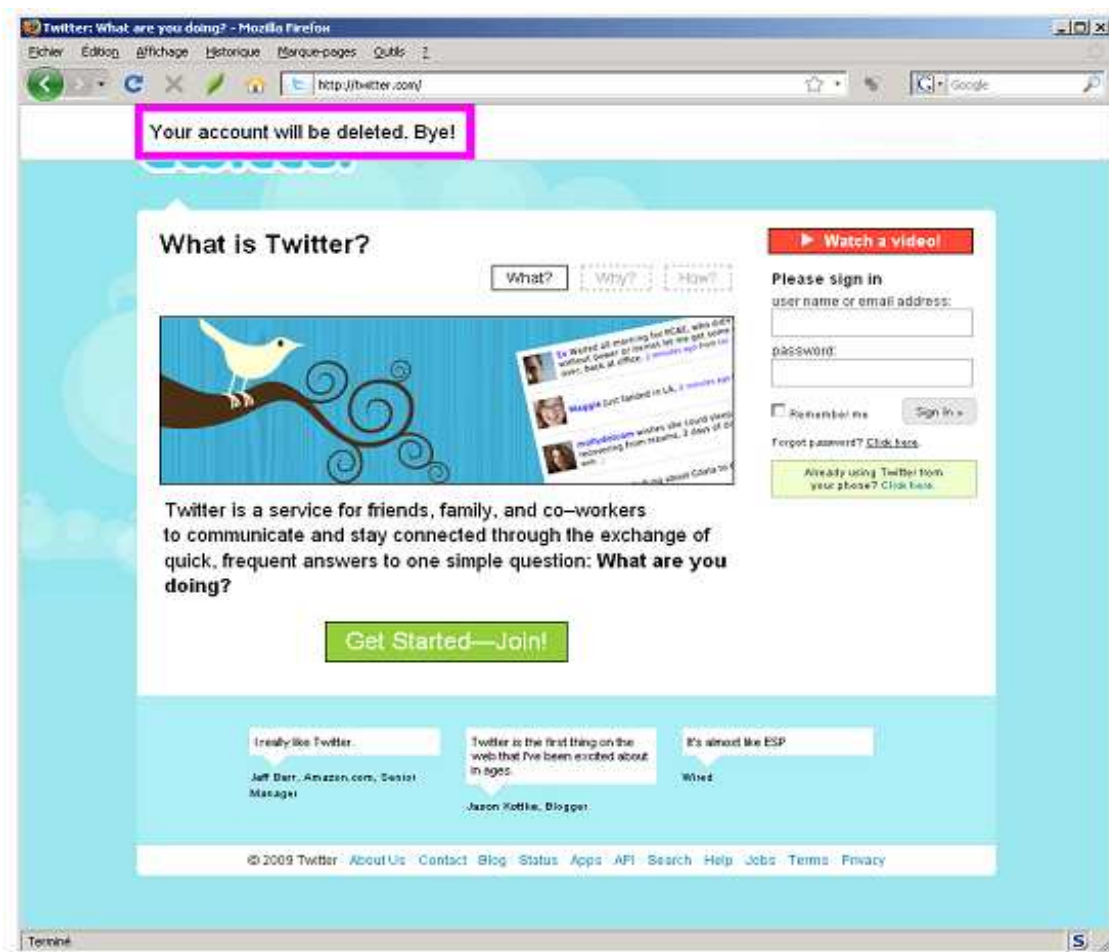 Twitter: What are you doing? - Mozilla Firefox
Fichier Édition Affichage Historique Marque-pages Outils ?
http://twitter.com/
Google
Your account will be deleted. Bye!
What is Twitter?
What? Why? How?
Twitter is a service for friends, family, and co–workers
to communicate and stay connected through the exchange of
quick, frequent answers to one simple question: What are you
doing?
Get Started—Join!
Watch a video!
Please sign in
user name or email address:
password:
Remember me
Sign In »
Forgot password? Click here.
Already using Twitter from
your phone? Click here.
I really like Twitter.
Jeff Barr, Amazon.com, Senior
Manager
Twitter is the first thing on the
web that I've been excited about
in ages.
Jason Kottke, Blogger
It's almost like ESP
Wired
© 2009 Twitter About Us Contact Blog Status Apps API Search Help Jobs Terms Privacy
Terminé